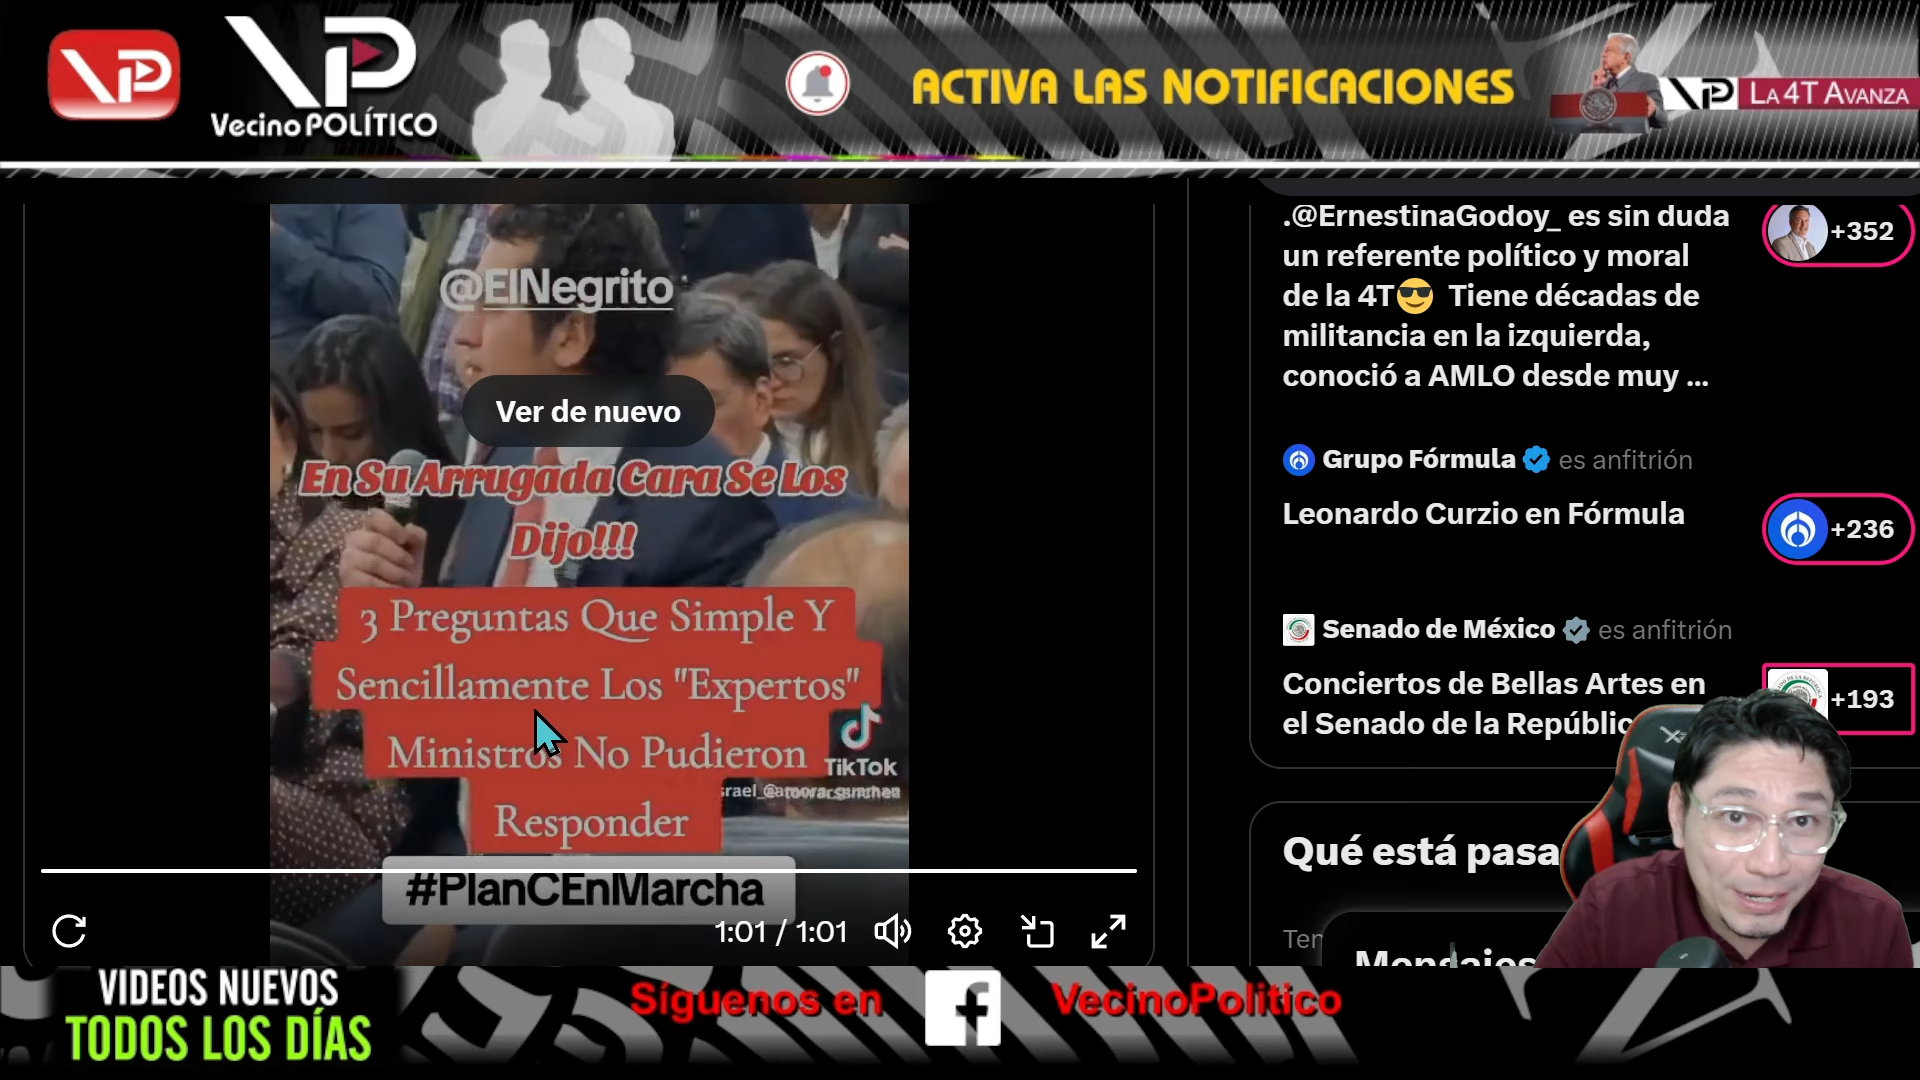 VP
VP
Vecino POLÍTICO
ACTIVA LAS NOTIFICACIONES
VP LA 4T AVANZA
@ElNegrito
Ver de nuevo
En Su Arrugada Cara Se Los
Dijo!!!
3 Preguntas Que Simple Y
Sencillamente Los "Expertos"
Ministros No Pudieron
Responder
TikTok
#PlanCEnMarcha
1:01 / 1:01
.@ErnestinaGodoy_ es sin duda
un referente político y moral
de la 4T😎 Tiene décadas de
militancia en la izquierda,
conoció a AMLO desde muy ...
+352
Grupo Fórmula es anfitrión
Leonardo Curzio en Fórmula
+236
Senado de México es anfitrión
Conciertos de Bellas Artes en
el Senado de la Repúblic
+193
Qué está pasa
Ten
Mensajes
VIDEOS NUEVOS
TODOS LOS DÍAS
Síguenos en
f
VecinoPolitico